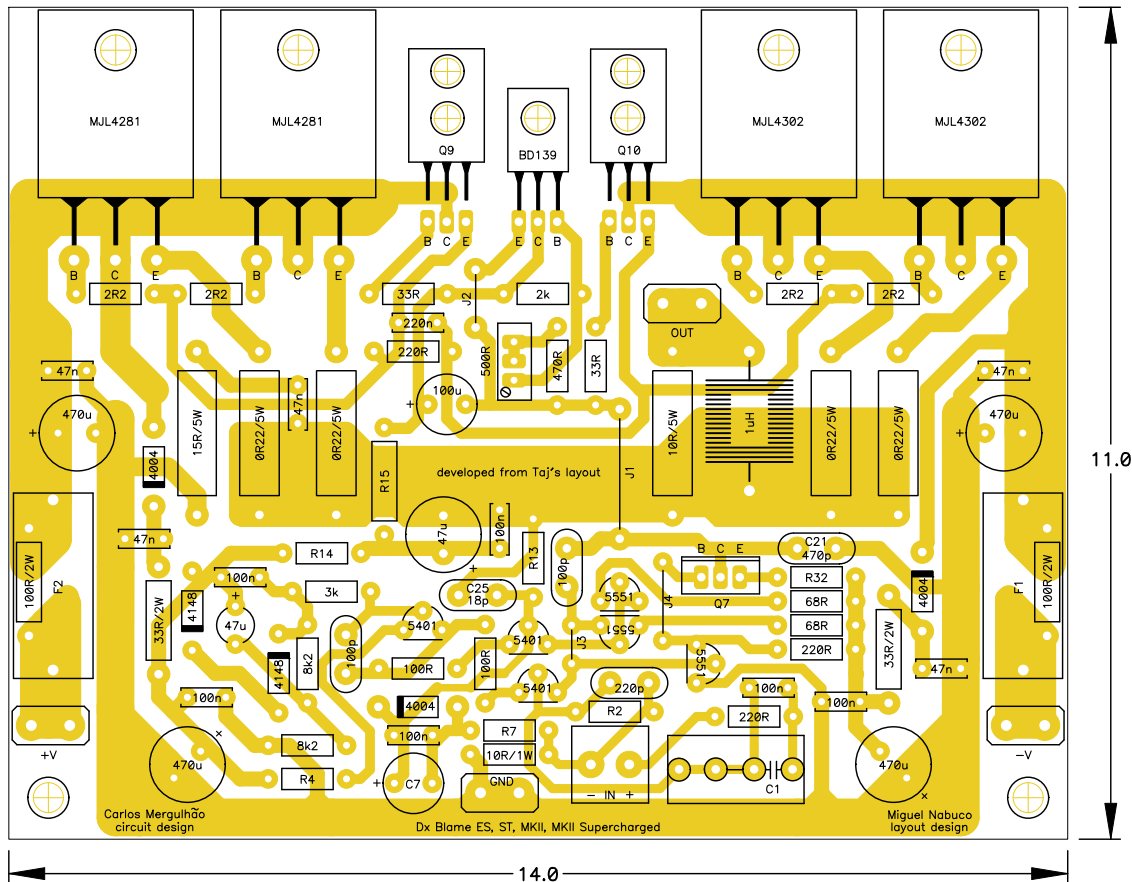 MJL4281
MJL4281
Q9
BD139
Q10
MJL4302
MJL4302
B C E
B C E
B C E
E C B
B C E
B C E
B C E
2R2
2R2
33R
J2
2k
2R2
2R2
220n
OUT
220R
500R
470R
33R
47n
470u
+
15R/5W
0R22/5W
47n
0R22/5W
100u
+
10R/5W
1uH
0R22/5W
0R22/5W
47n
470u
+
4004
R15
developed from Taj's layout
J1
11.0
47u
+
100n
47n
R14
R13
100p
B C E
Q7
C21
470p
R32
100R/2W
F2
33R/2W
4148
100n
+
47u
3k
C25
18p
5401
5551
5551
J4
68R
68R
220R
4004
F1
100R/2W
4148
8k2
100p
100R
100R
5401
5401
J3
5551
33R/2W
47n
100n
4004
220p
100n
100n
+V
470u
x
8k2
100n
R7
R2
220R
-V
R4
10R/1W
+
C7
GND
- IN +
C1
470u
x
Carlos Mergulhão
circuit design
Dx Blame ES, ST, MKII, MKII Supercharged
Miguel Nabuco
layout design
14.0